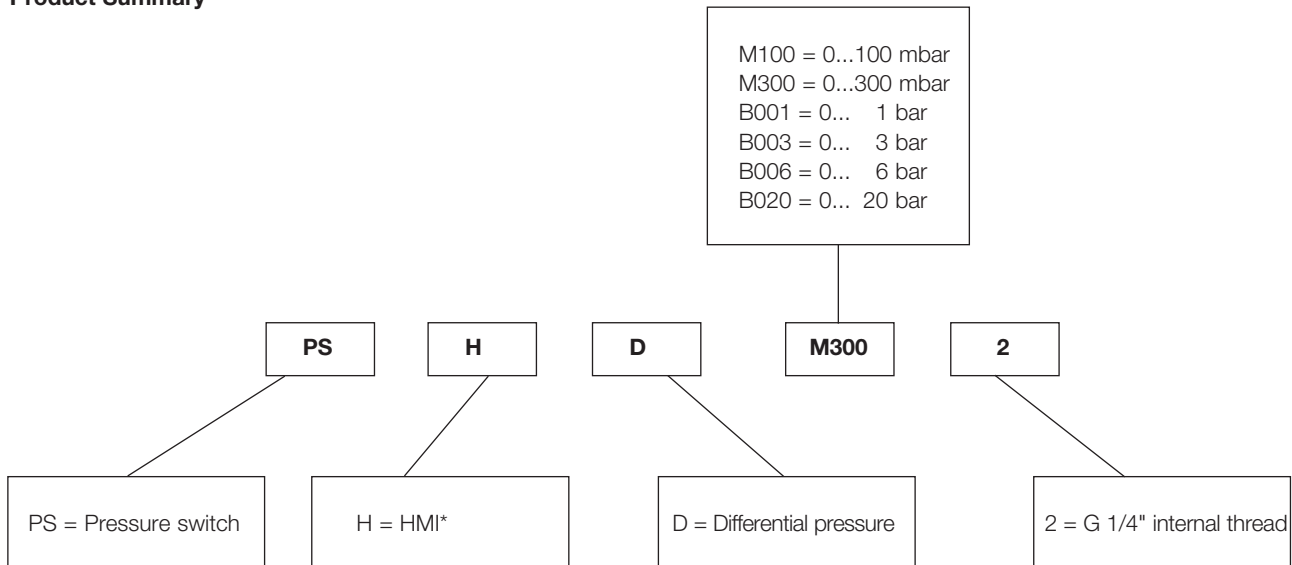 Product Summary
M100 = 0...100 mbar
M300 = 0...300 mbar
B001 = 0... 1 bar
B003 = 0... 3 bar
B006 = 0... 6 bar
B020 = 0... 20 bar
PS H D M300 2
PS = Pressure switch
H = HMI*
D = Differential pressure
2 = G 1/4" internal thread